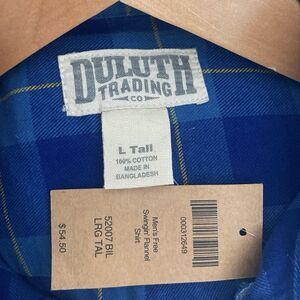 DULUTH
TRADING
CO
L Tall
100% COTTON
MADE IN
BANGLADESH
000312649
Men's Free
Swingin' Flannel
Shirt
52007 BIL
LRG TAL
$54.50